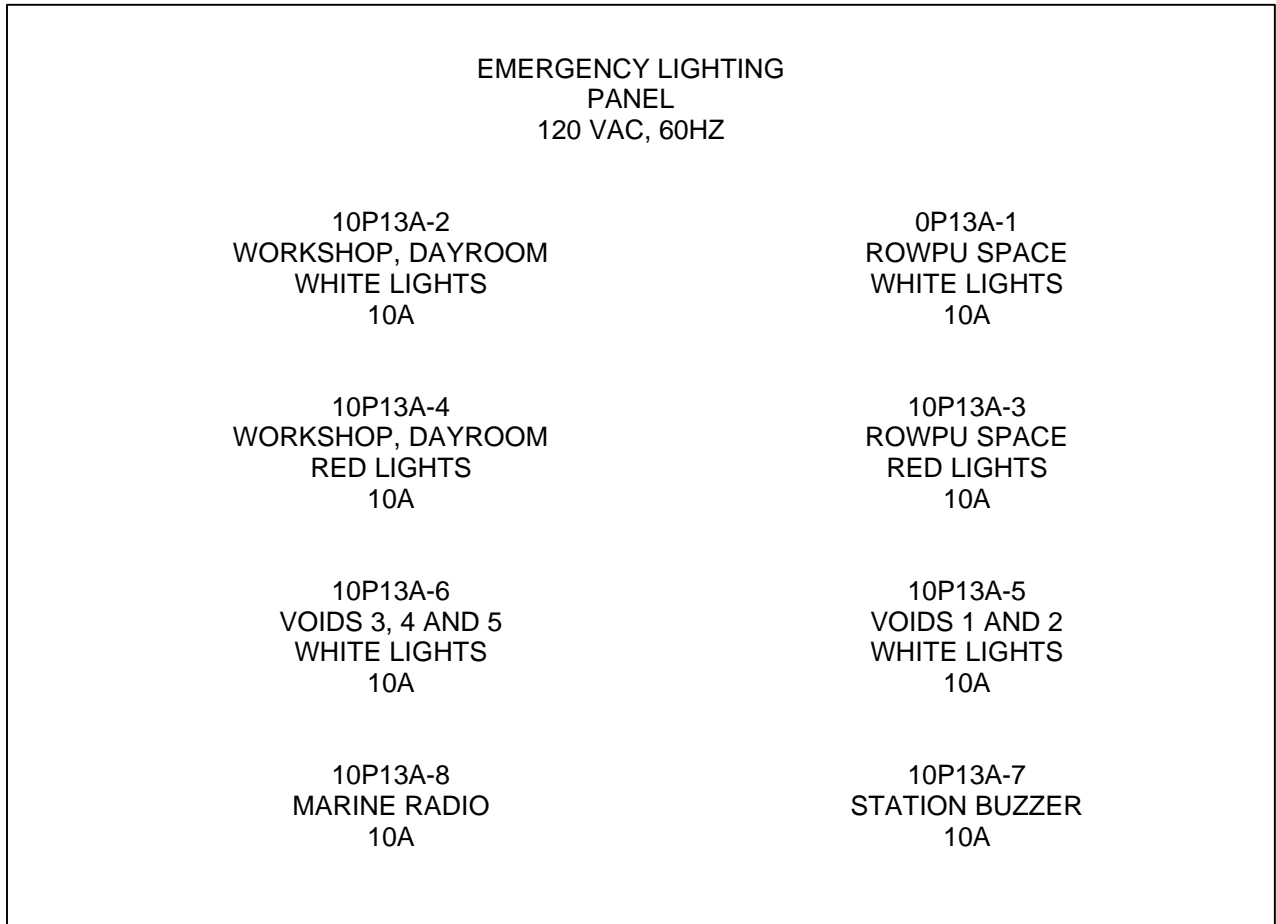 EMERGENCY LIGHTING
PANEL
120 VAC, 60HZ
10P13A-2
WORKSHOP, DAYROOM
WHITE LIGHTS
10A
0P13A-1
ROWPU SPACE
WHITE LIGHTS
10A
10P13A-4
WORKSHOP, DAYROOM
RED LIGHTS
10A
10P13A-3
ROWPU SPACE
RED LIGHTS
10A
10P13A-6
VOIDS 3, 4 AND 5
WHITE LIGHTS
10A
10P13A-5
VOIDS 1 AND 2
WHITE LIGHTS
10A
10P13A-8
MARINE RADIO
10A
10P13A-7
STATION BUZZER
10A